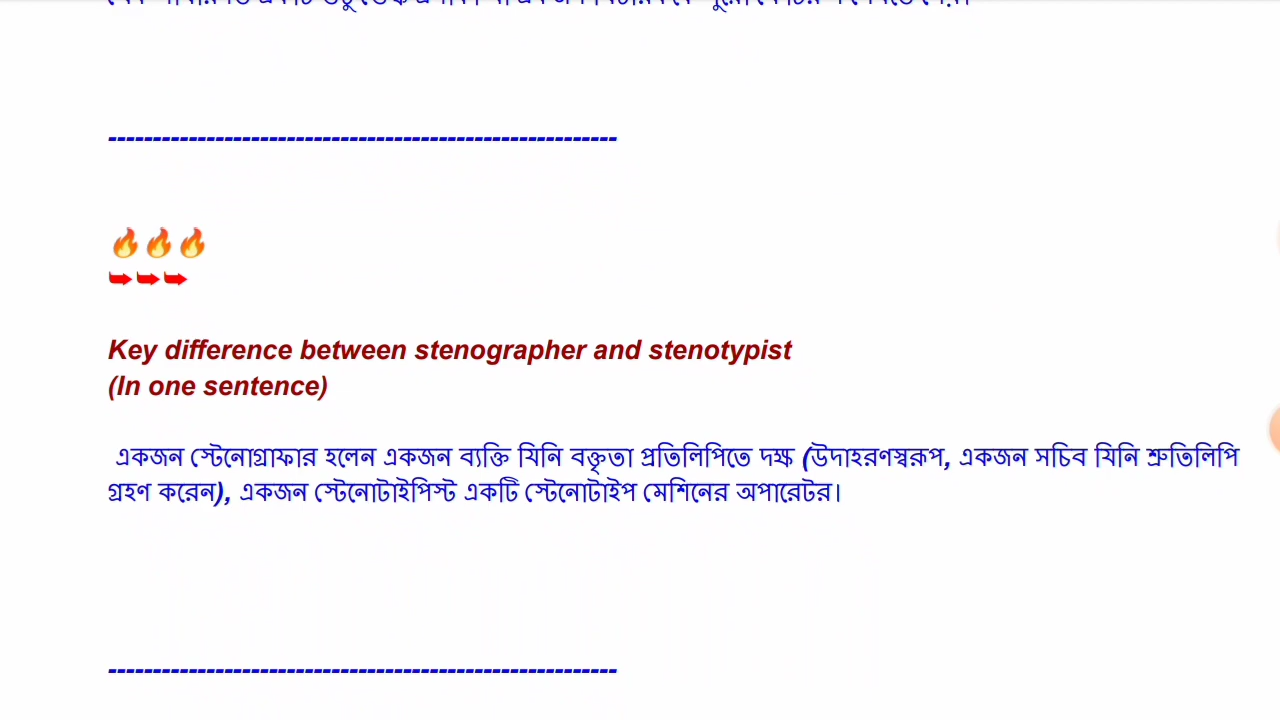 --------------------------------------------------------
🔥🔥🔥
➥➥➥
Key difference between stenographer and stenotypist
(In one sentence)
একজন স্টেনোগ্রাফার হলেন একজন ব্যক্তি যিনি বক্তৃতা প্রতিলিপিতে দক্ষ (উদাহরণস্বরূপ, একজন সচিব যিনি শ্রুতিলিপি
গ্রহণ করেন), একজন স্টেনোটাইপিস্ট একটি স্টেনোটাইপ মেশিনের অপারেটর।
--------------------------------------------------------